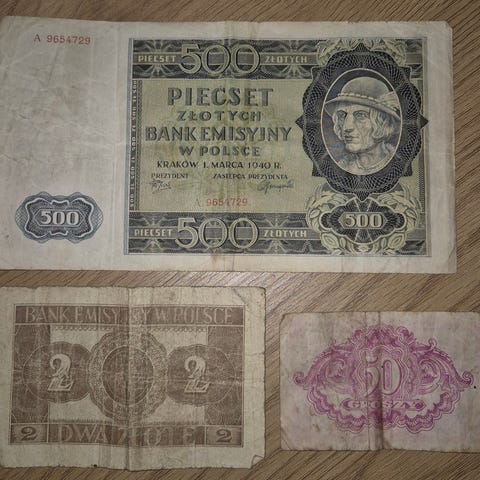 A 9654729
PIĘCSET 500 ZŁOTYCH
PIĘCSET
ZŁOTYCH
BANK EMISYJNY
W POLSCE
KRAKÓW 1. MARCA 1940 R.
PREZYDENT ZASTĘPCA PREZYDENTA
A 9654729
500 500
PIĘCSET 500 ZŁOTYCH
BANK EMISYJNY W POLSCE
2 2
2 DWA ZŁOTE 2
50
GROSZY